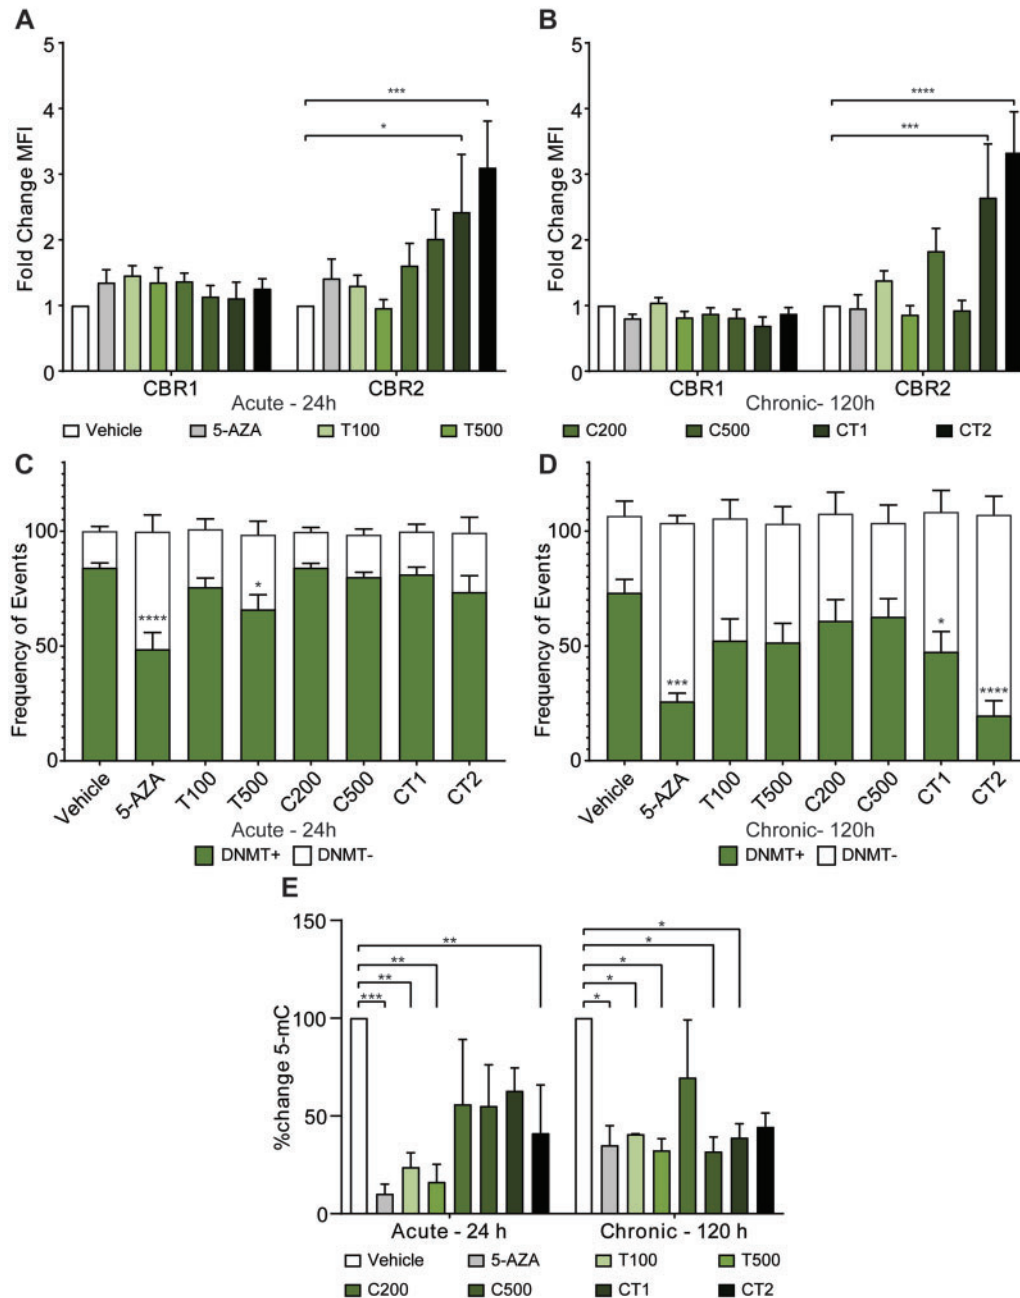 A
B
Fold Change MFI
5
4
3
2
1
0
***
*
CBR1
CBR2
Acute - 24h
Fold Change MFI
5
4
3
2
1
0
****
***
CBR1
CBR2
Chronic- 120h
Vehicle
5-AZA
T100
T500
C200
C500
CT1
CT2
C
D
Frequency of Events
100
50
0
****
*
Vehicle
5-AZA
T100
T500
C200
C500
CT1
CT2
Acute - 24h
DNMT+
DNMT-
Frequency of Events
100
50
0
***
*
****
Vehicle
5-AZA
T100
T500
C200
C500
CT1
CT2
Chronic- 120h
DNMT+
DNMT-
E
%change 5-mC
150
100
50
0
**
**
**
***
*
*
*
*
*
Acute - 24 h
Chronic - 120 h
Vehicle
5-AZA
T100
T500
C200
C500
CT1
CT2